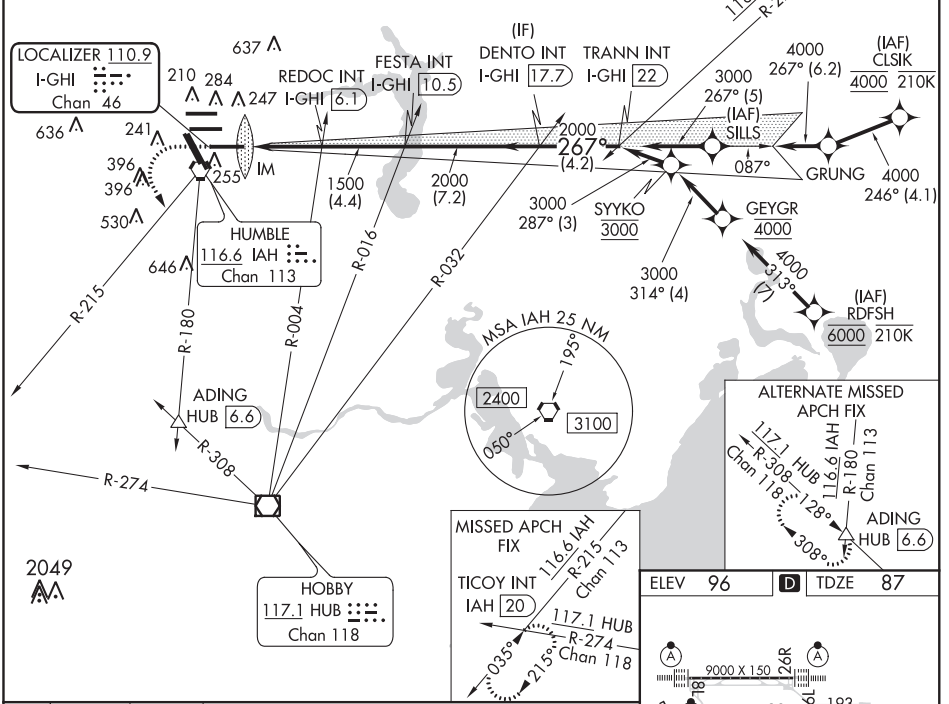 LOCALIZER 110.9
I-GHI
Chan 46
637
210
284
247
636
241
396
396
255
530
646
IM
REDOC INT
I-GHI 6.1
FESTA INT
I-GHI 10.5
(IF)
DENTO INT
I-GHI 17.7
TRANN INT
I-GHI 22
3000
267° (5)
4000
267° (6.2)
(IAF)
CLSIK
4000 210K
(IAF)
SILLS
2000
267°
(4.2)
087°
GRUNG
4000
246° (4.1)
1500
(4.4)
2000
(7.2)
3000
287° (3)
SYYKO
3000
GEYGR
4000
3000
314° (4)
4000
313°
(7)
(IAF)
RDFSH
6000 210K
HUMBLE
116.6 IAH
Chan 113
R-215
R-180
R-004
R-016
R-032
ADING
HUB 6.6
R-308
R-274
MSA IAH 25 NM
195°
2400
3100
050°
2049
HOBBY
117.1 HUB
Chan 118
MISSED APCH
FIX
116.6 IAH
R-215
Chan 113
TICOY INT
IAH 20
117.1 HUB
R-274
Chan 118
035°
215°
ALTERNATE MISSED
APCH FIX
117.1 HUB
R-308
Chan 118
116.6 IAH
R-180
Chan 113
128°
308°
ADING
HUB 6.6
ELEV 96 D TDZE 87
A
A
9000 X 150
26R